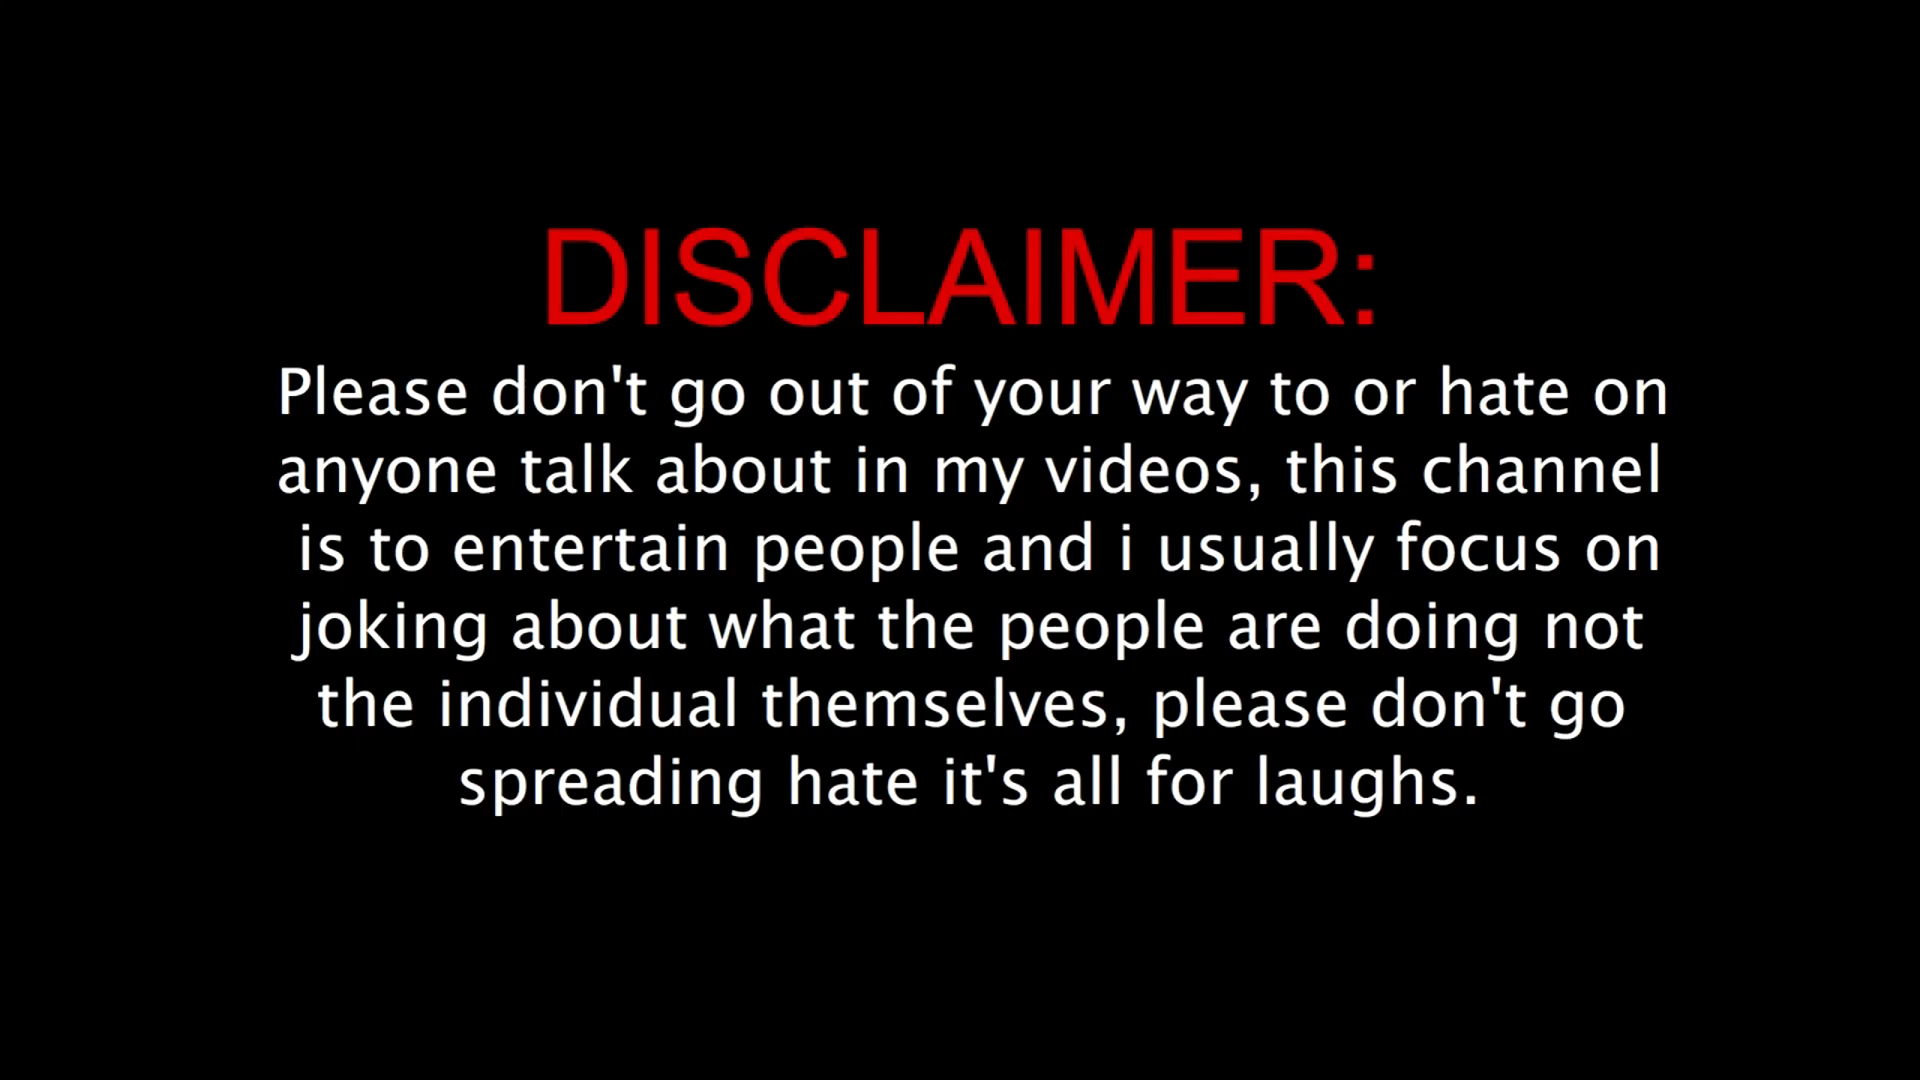 DISCLAIMER:
Please don't go out of your way to or hate on
anyone talk about in my videos, this channel
is to entertain people and i usually focus on
joking about what the people are doing not
the individual themselves, please don't go
spreading hate it's all for laughs.